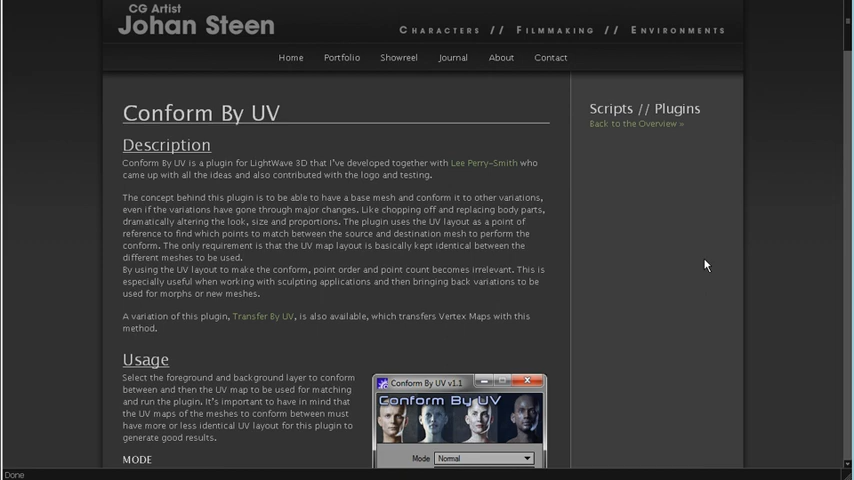 CG Artist
Johan Steen
Characters // Filmmaking // Environments
Home Portfolio Showreel Journal About Contact
Conform By UV
Description
Conform By UV is a plugin for LightWave 3D that I've developed together with Lee Perry-Smith who
came up with all the ideas and also contributed with the logo and testing.
The concept behind this plugin is to be able to have a base mesh and conform it to other variations,
even if the variations have gone through major changes. Like chopping off and replacing body parts,
dramatically altering the look, size and proportions. The plugin uses the UV layout as a point of
reference to find which points to match between the source and destination mesh to perform the
conform. The only requirement is that the UV map layout is basically kept identical between the
different meshes to be used.
By using the UV layout to make the conform, point order and point count becomes irrelevant. This is
especially useful when working with sculpting applications and then bringing back variations to be
used for morphs or new meshes.
A variation of this plugin, Transfer By UV, is also available, which transfers Vertex Maps with this
method.
Usage
Select the foreground and background layer to conform
between and then the UV map to be used for matching
and run the plugin. It's important to have in mind that
the UV maps of the meshes to conform between must
have more or less identical UV layout for this plugin to
generate good results.
MODE
Conform By UV v1.1
Conform By UV
Mode Normal
Scripts // Plugins
Back to the Overview »
Done